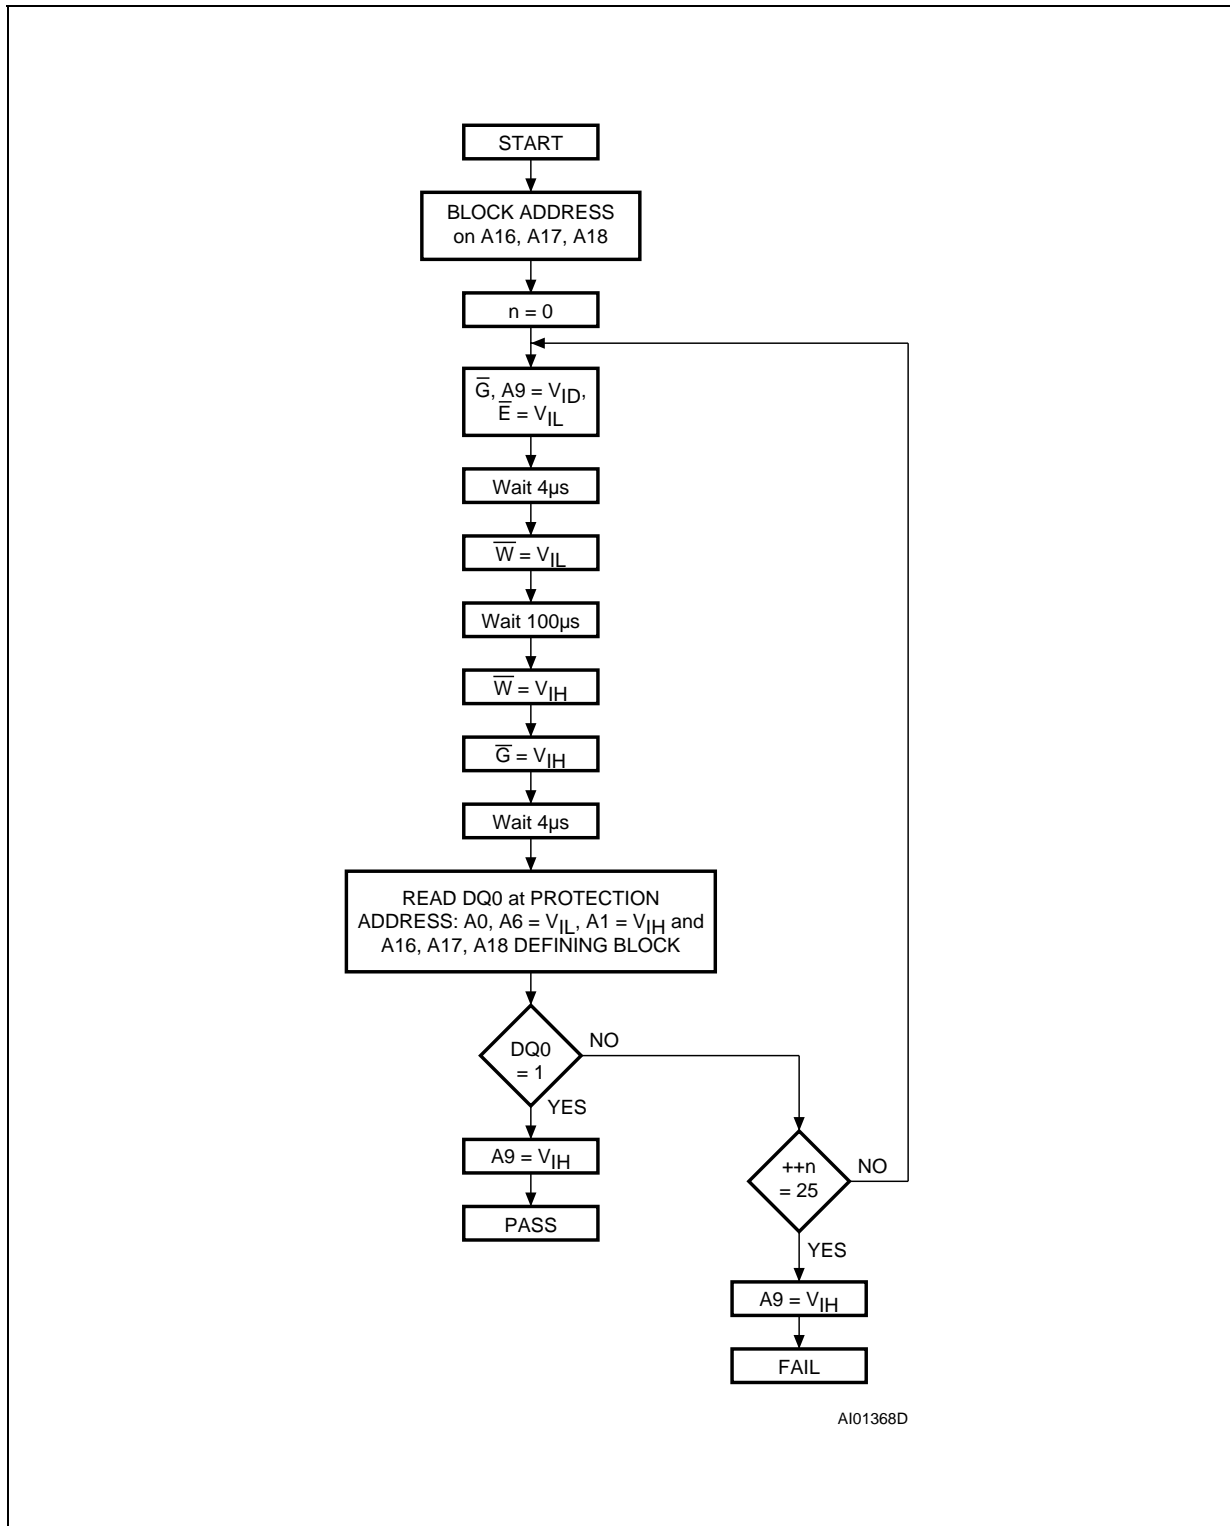 START
BLOCK ADDRESS
on A16, A17, A18
n = 0
G̅, A9 = VID,
E̅ = VIL
Wait 4µs
W̅ = VIL
Wait 100µs
W̅ = VIH
G̅ = VIH
Wait 4µs
READ DQ0 at PROTECTION
ADDRESS: A0, A6 = VIL, A1 = VIH and
A16, A17, A18 DEFINING BLOCK
DQ0
= 1
NO
YES
A9 = VIH
PASS
++n
= 25
NO
YES
A9 = VIH
FAIL
AI01368D